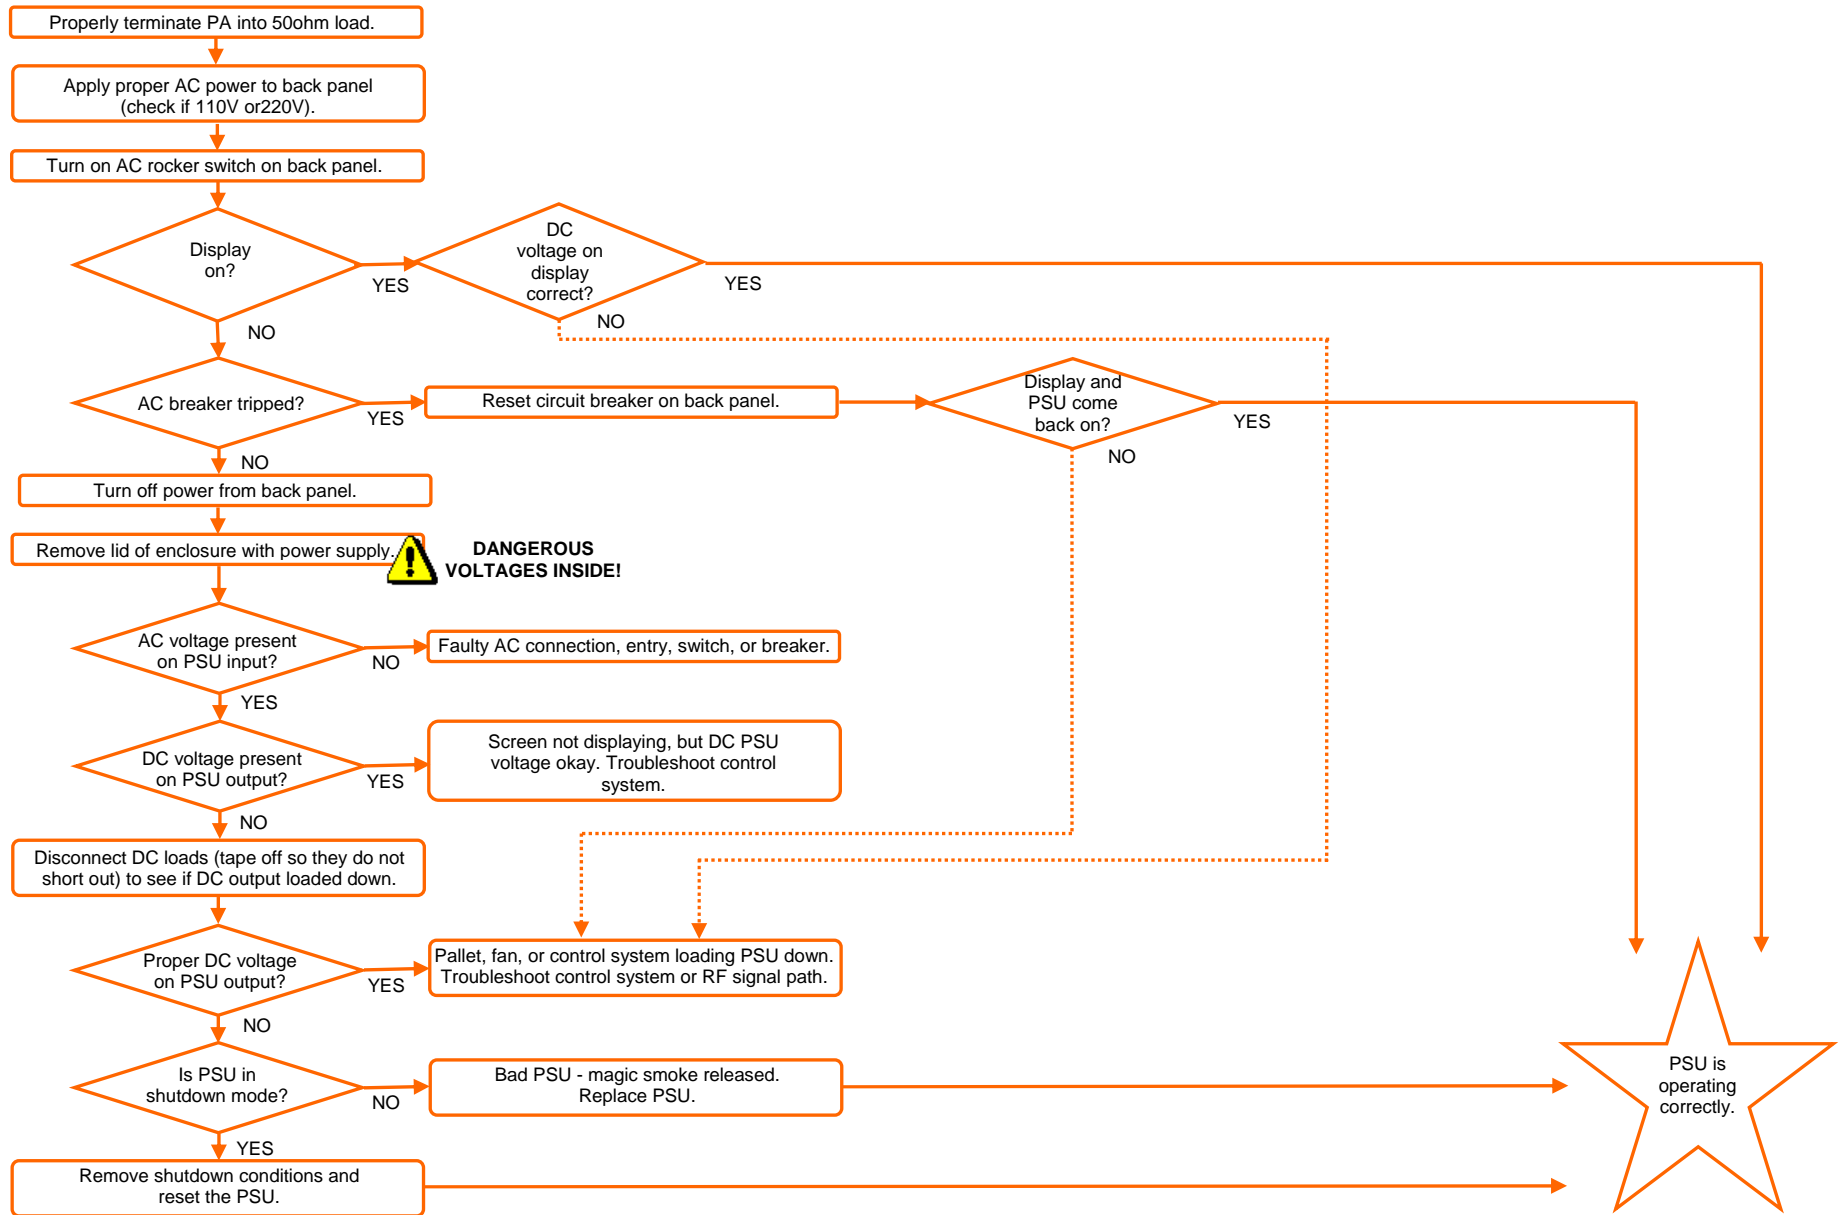 Properly terminate PA into 50ohm load.
Apply proper AC power to back panel
(check if 110V or220V).
Turn on AC rocker switch on back panel.
Display
on?
YES
NO
DC
voltage on
display
correct?
YES
NO
AC breaker tripped?
YES
NO
Reset circuit breaker on back panel.
Display and
PSU come
back on?
YES
NO
Turn off power from back panel.
Remove lid of enclosure with power supply.
!
DANGEROUS
VOLTAGES INSIDE!
AC voltage present
on PSU input?
NO
YES
Faulty AC connection, entry, switch, or breaker.
DC voltage present
on PSU output?
YES
NO
Screen not displaying, but DC PSU
voltage okay. Troubleshoot control
system.
Disconnect DC loads (tape off so they do not
short out) to see if DC output loaded down.
Proper DC voltage
on PSU output?
YES
NO
Pallet, fan, or control system loading PSU down.
Troubleshoot control system or RF signal path.
Is PSU in
shutdown mode?
NO
YES
Bad PSU - magic smoke released.
Replace PSU.
Remove shutdown conditions and
reset the PSU.
PSU is
operating
correctly.